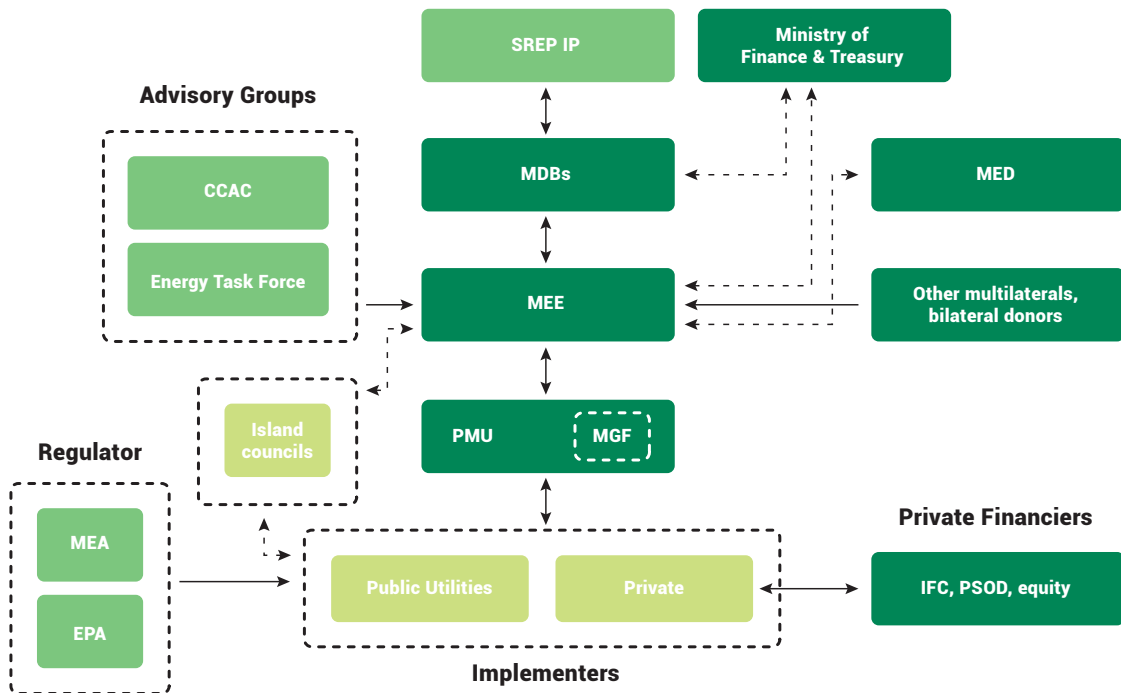 SREP IP
Ministry of
Finance & Treasury
Advisory Groups
CCAC
MDBs
MED
Energy Task Force
MEE
Other multilaterals,
bilateral donors
Island
councils
PMU
MGF
Regulator
MEA
EPA
Private Financiers
Public Utilities
Private
IFC, PSOD, equity
Implementers